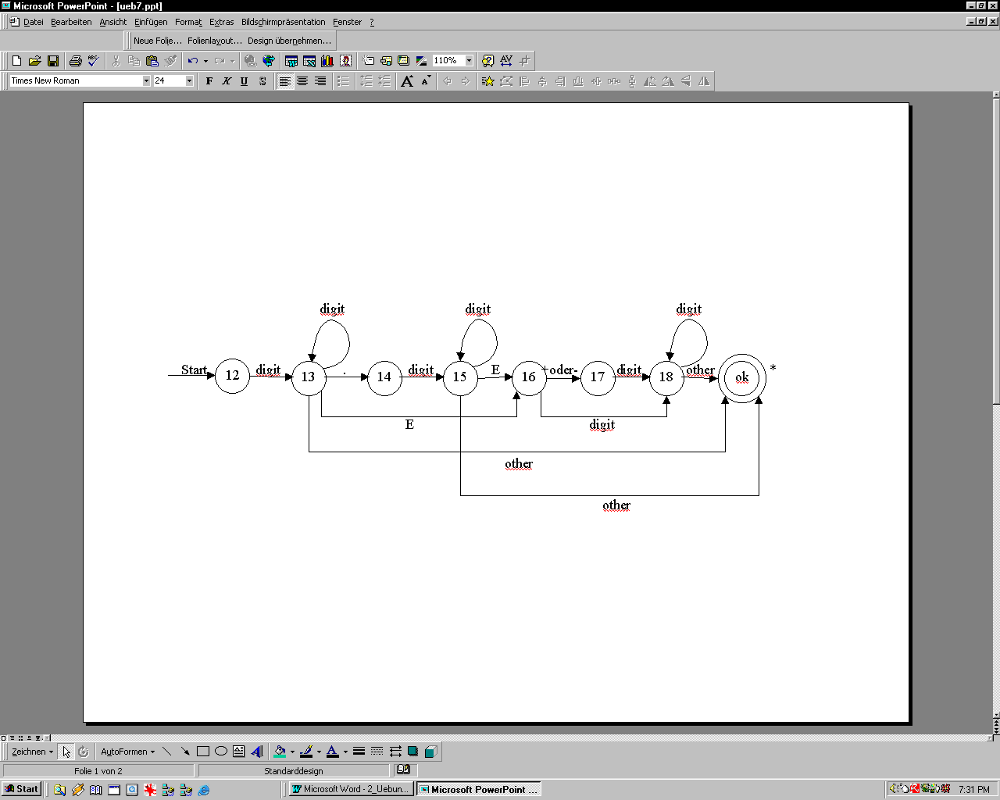 Microsoft PowerPoint - [ueb7.ppt]
Datei Bearbeiten Ansicht Einfügen Format Extras Bildschirmpräsentation Fenster ?
Neue Folie... Folienlayout... Design übernehmen...
ABC 110% AV
Times New Roman 24 F K U S A A
digit digit digit
Start 12 digit 13 . 14 digit 15 E 16 +oder- 17 digit 18 other ok *
E digit
other
other
Zeichnen AutoFormen A A
Folie 1 von 2 Standarddesign
Start Microsoft Word - 2_Uebun... Microsoft PowerPoint ... 7:31 PM